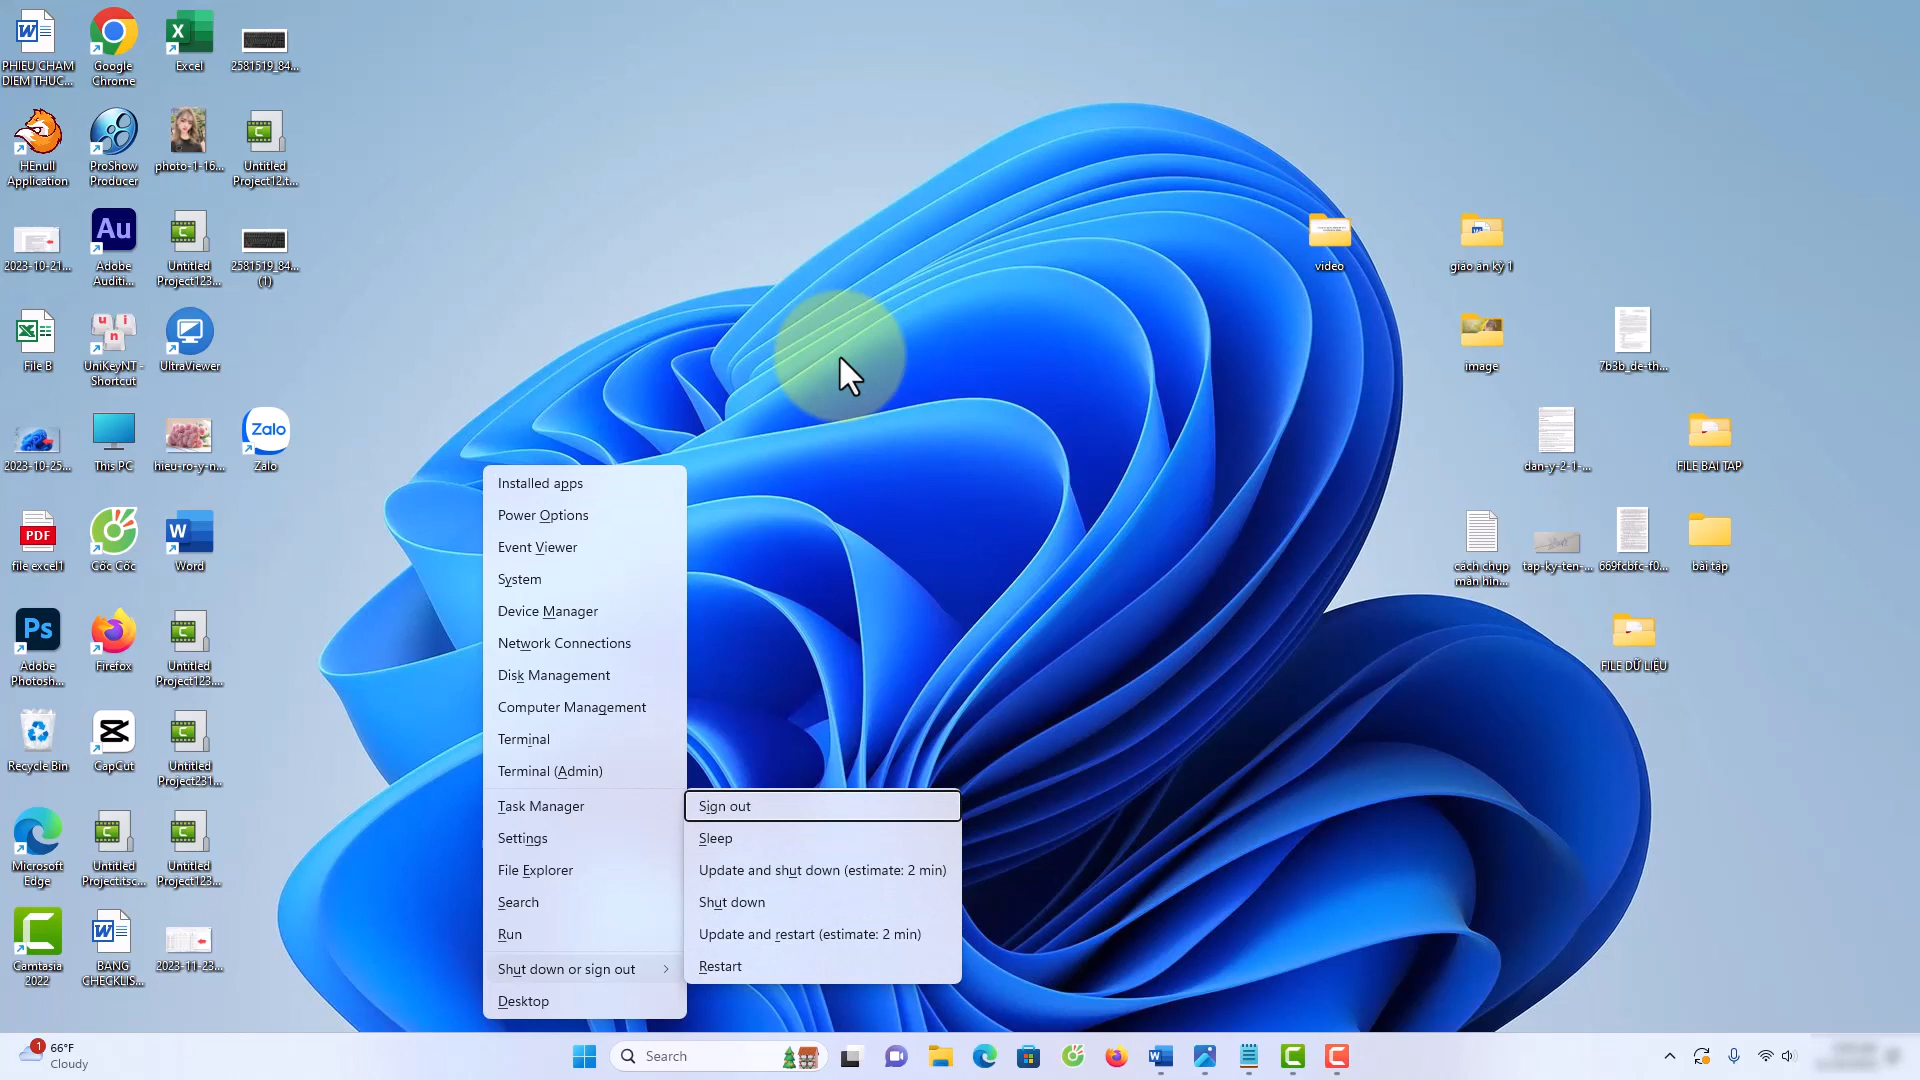 PHIEU CHAM
DIEM THUC...
Google
Chrome
Excel
2581519_84...
HEnull
Application
ProShow
Producer
photo-1-16...
Untitled
Project12.t...
2023-10-21...
Adobe
Auditi...
Untitled
Project123...
2581519_84...
(1)
File B
UniKeyNT -
Shortcut
UltraViewer
2023-10-25...
This PC
hieu-ro-y-n...
Zalo
Zalo
PDF
file excel1
Cốc Cốc
Word
Ps
Au
Adobe
Photosh...
Firefox
Untitled
Project123....
Recycle Bin
CapCut
Untitled
Project231...
Microsoft
Edge
Untitled
Projectitsc...
Untitled
Project123...
Camtasia
2022
BANG
CHECKLIS...
2023-11-23...
video
giáo án kỳ 1
image
7b3b_de-th...
dan-y-2-1-...
FILE BAI TAP
cách chụp
màn hìn...
tap-ky-ten-...
669fcbfc-f0...
bài tập
FILE DỮ LIỆU
Installed apps
Power Options
Event Viewer
System
Device Manager
Network Connections
Disk Management
Computer Management
Terminal
Terminal (Admin)
Task Manager
Settings
File Explorer
Search
Run
Shut down or sign out
Desktop
Sign out
Sleep
Update and shut down (estimate: 2 min)
Shut down
Update and restart (estimate: 2 min)
Restart
1
66°F
Cloudy
Search